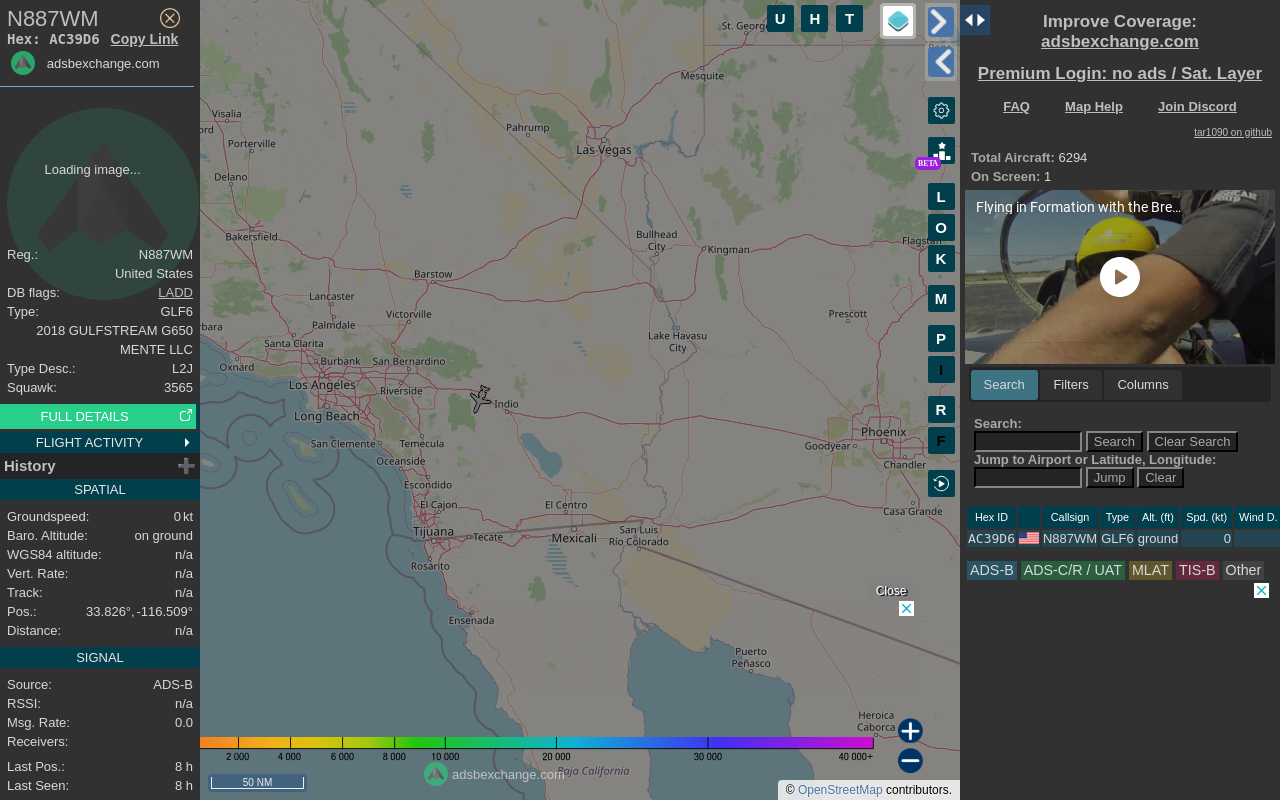 N887WM
Hex: AC39D6 Copy Link
adsbexchange.com
Loading image...
Reg.: N887WM
United States
DB flags: LADD
Type: GLF6
2018 GULFSTREAM G650
MENTE LLC
Type Desc.: L2J
Squawk: 3565
FULL DETAILS
FLIGHT ACTIVITY
History
SPATIAL
Groundspeed: 0 kt
Baro. Altitude: on ground
WGS84 altitude: n/a
Vert. Rate: n/a
Track: n/a
Pos.: 33.826°, -116.509°
Distance: n/a
SIGNAL
Source: ADS-B
RSSI: n/a
Msg. Rate: 0.0
Receivers:
Last Pos.: 8 h
Last Seen: 8 h
U H T
St. George
Mesquite
Visalia
Porterville
Delano
Pahrump
Las Vegas
Bakersfield
Bullhead
City
Kingman
Barstow
Lancaster
Palmdale
Victorville
Lake Havasu
City
Prescott
Santa Clarita
Oxnard
Burbank
San Bernardino
Los Angeles
Riverside
Long Beach
Indio
San Clemente
Temecula
Oceanside
Escondido
El Cajon
El Centro
Tijuana
Tecate
Mexicali
San Luis
Río Colorado
Rosarito
Ensenada
Phoenix
Goodyear
Chandler
Casa Grande
Puerto
Peñasco
Heroica
Caborca
Baja California
BETA
L
O
K
M
P
I
R
F
Close
2 000 4 000 6 000 8 000 10 000 20 000 30 000 40 000+
adsbexchange.com
50 NM
© OpenStreetMap contributors.
Improve Coverage:
adsbexchange.com
Premium Login: no ads / Sat. Layer
FAQ Map Help Join Discord
tar1090 on github
Total Aircraft: 6294
On Screen: 1
Flying in Formation with the Bre...
Search Filters Columns
Search:
Search Clear Search
Jump to Airport or Latitude, Longitude:
Jump Clear
Hex ID Callsign Type Alt. (ft) Spd. (kt) Wind D.
AC39D6 N887WM GLF6 ground 0
ADS-B ADS-C/R / UAT MLAT TIS-B Other